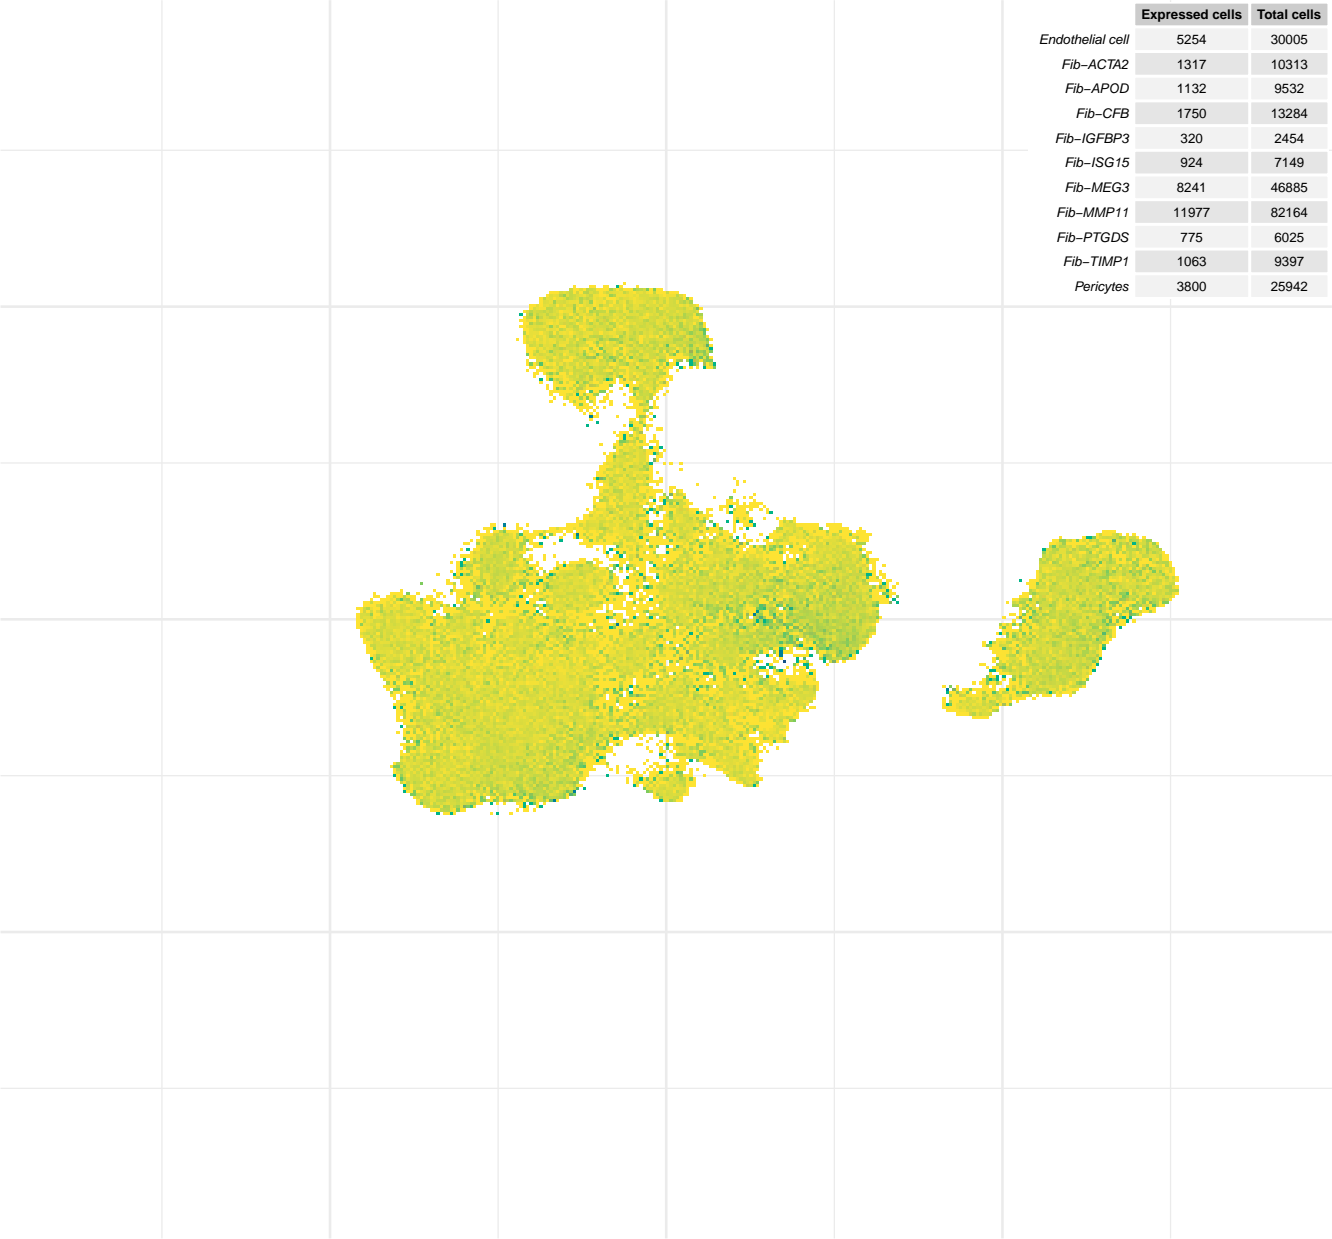 Expressed cells Total cells
Endothelial cell 5254 30005
Fib−ACTA2 1317 10313
Fib−APOD 1132 9532
Fib−CFB 1750 13284
Fib−IGFBP3 320 2454
Fib−ISG15 924 7149
Fib−MEG3 8241 46885
Fib−MMP11 11977 82164
Fib−PTGDS 775 6025
Fib−TIMP1 1063 9397
Pericytes 3800 25942